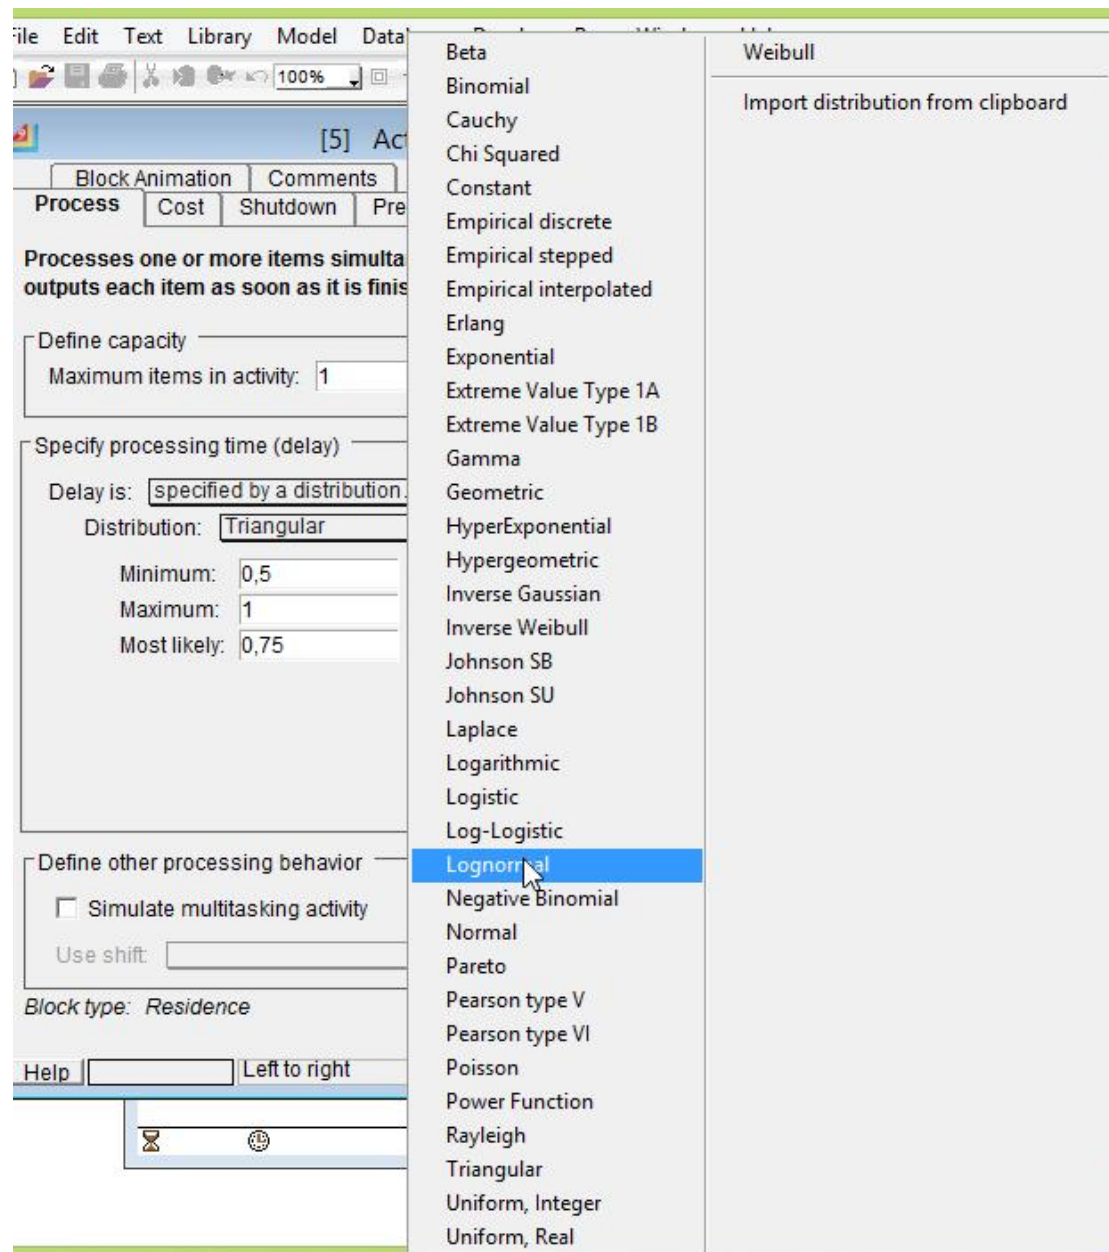 File Edit Text Library Model Data
100%
[5] Act
Block Animation Comments
Process Cost Shutdown Pre
Processes one or more items simulta
outputs each item as soon as it is finis
Define capacity
Maximum items in activity: 1
Specify processing time (delay)
Delay is: specified by a distribution.
Distribution: Triangular
Minimum: 0,5
Maximum: 1
Most likely: 0,75
Define other processing behavior
Simulate multitasking activity
Use shift:
Block type: Residence
Help Left to right
Beta
Binomial
Cauchy
Chi Squared
Constant
Empirical discrete
Empirical stepped
Empirical interpolated
Erlang
Exponential
Extreme Value Type 1A
Extreme Value Type 1B
Gamma
Geometric
HyperExponential
Hypergeometric
Inverse Gaussian
Inverse Weibull
Johnson SB
Johnson SU
Laplace
Logarithmic
Logistic
Log-Logistic
Lognormal
Negative Binomial
Normal
Pareto
Pearson type V
Pearson type VI
Poisson
Power Function
Rayleigh
Triangular
Uniform, Integer
Uniform, Real
Weibull
Import distribution from clipboard